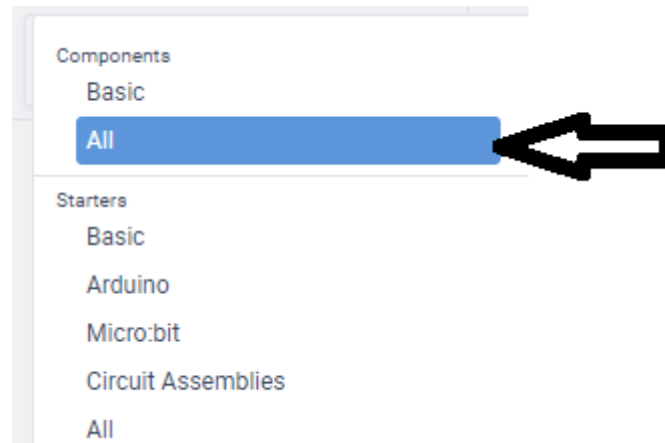 Components
Basic
All
Starters
Basic
Arduino
Micro:bit
Circuit Assemblies
All